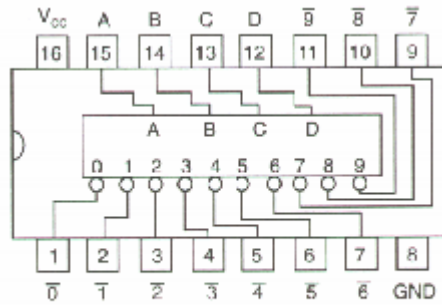 V_CC A B C D 9̅ 8̅ 7̅
16 15 14 13 12 11 10 9
A B C D
0 1 2 3 4 5 6 7 8 9
1 2 3 4 5 6 7 8
0̅ 1̅ 2̅ 3̅ 4̅ 5̅ 6̅ GND